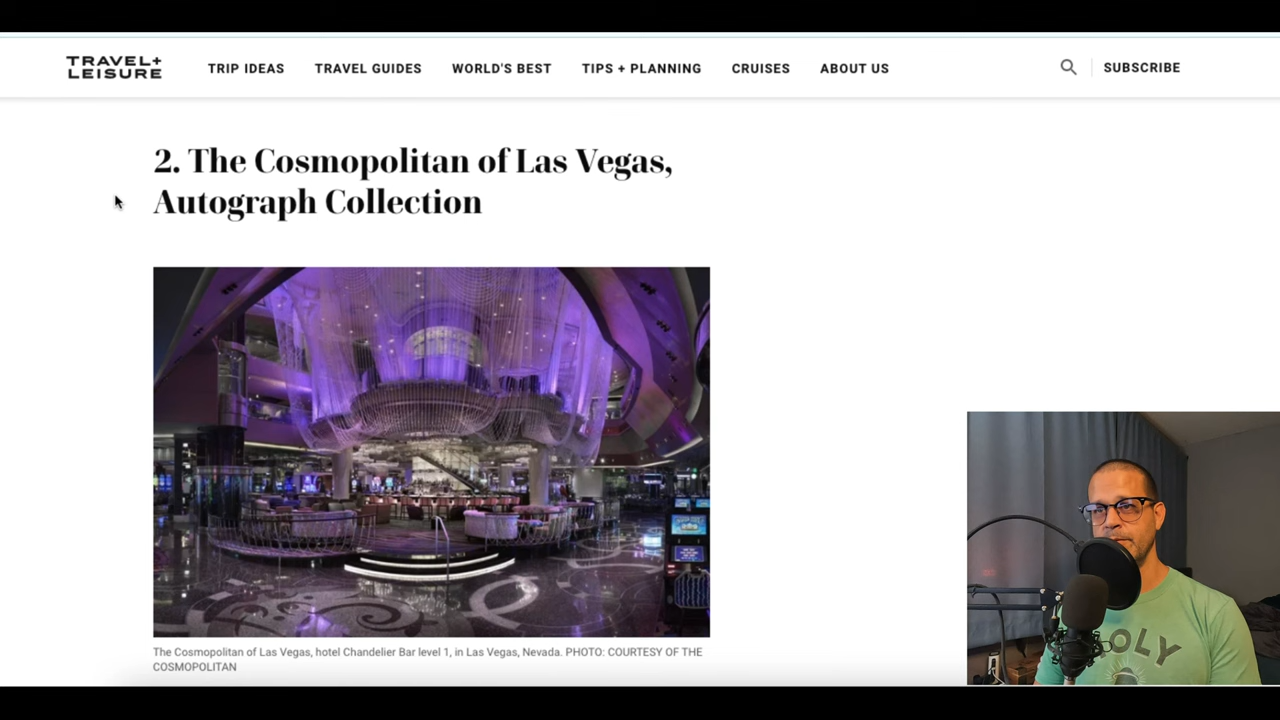 TRAVEL+
LEISURE
TRIP IDEAS
TRAVEL GUIDES
WORLD'S BEST
TIPS + PLANNING
CRUISES
ABOUT US
SUBSCRIBE
2. The Cosmopolitan of Las Vegas,
Autograph Collection
The Cosmopolitan of Las Vegas, hotel Chandelier Bar level 1, in Las Vegas, Nevada. PHOTO: COURTESY OF THE
COSMOPOLITAN
OLY